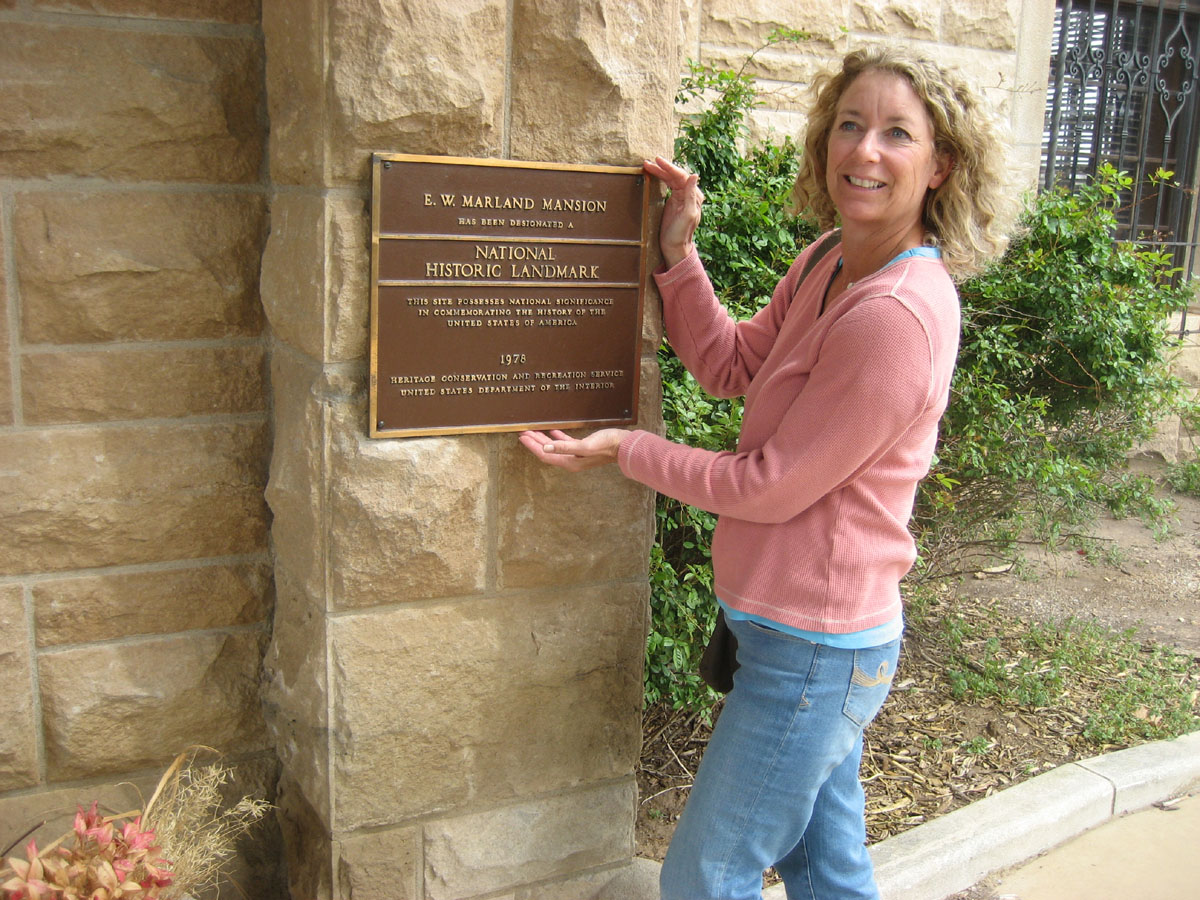 E. W. MARLAND MANSION
HAS BEEN DESIGNATED A
NATIONAL
HISTORIC LANDMARK
THIS SITE POSSESSES NATIONAL SIGNIFICANCE
IN COMMEMORATING THE HISTORY OF THE
UNITED STATES OF AMERICA
1978
HERITAGE CONSERVATION AND RECREATION SERVICE
UNITED STATES DEPARTMENT OF THE INTERIOR